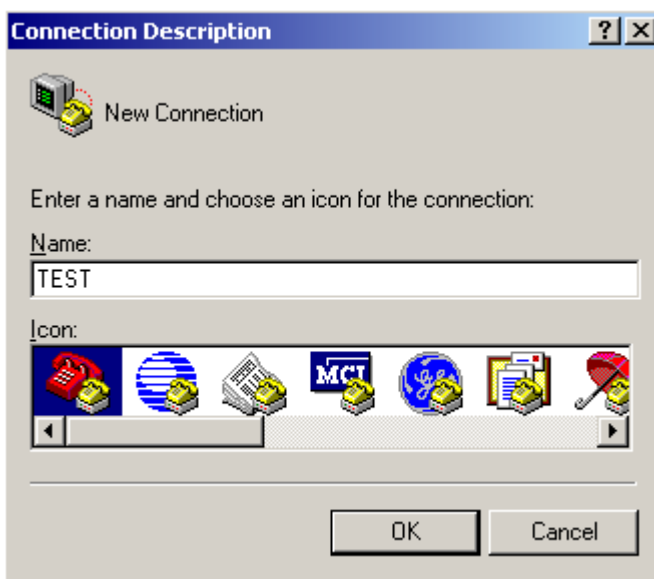 Connection Description
New Connection
Enter a name and choose an icon for the connection:
Name:
TEST
Icon:
MCI
OK Cancel